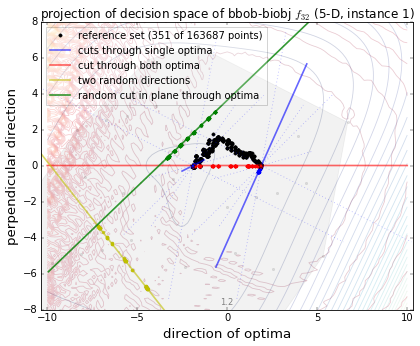 projection of decision space of bbob-biobj f32 (5-D, instance 1)
reference set (351 of 163687 points)
cuts through single optima
cut through both optima
two random directions
random cut in plane through optima
perpendicular direction
8
6
4
2
0
−2
−4
−6
−8
1.2
−10
−5
0
5
10
direction of optima